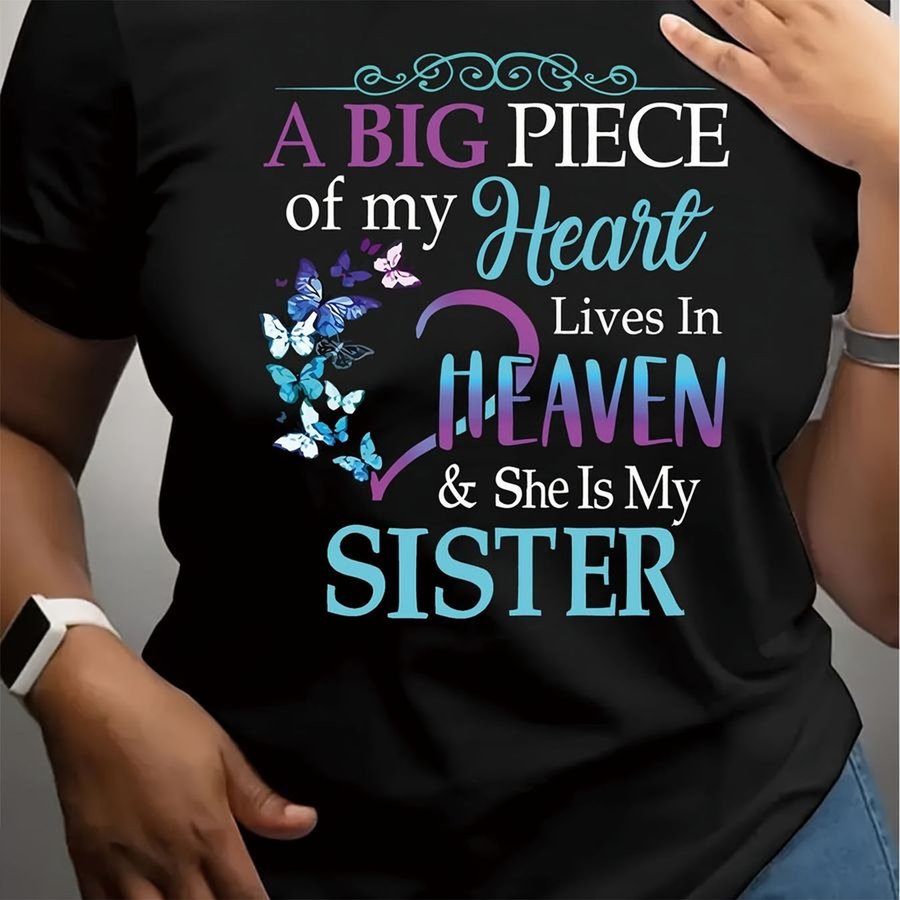 A BIG PIECE
of my Heart
Lives In
HEAVEN
& She Is My
SISTER